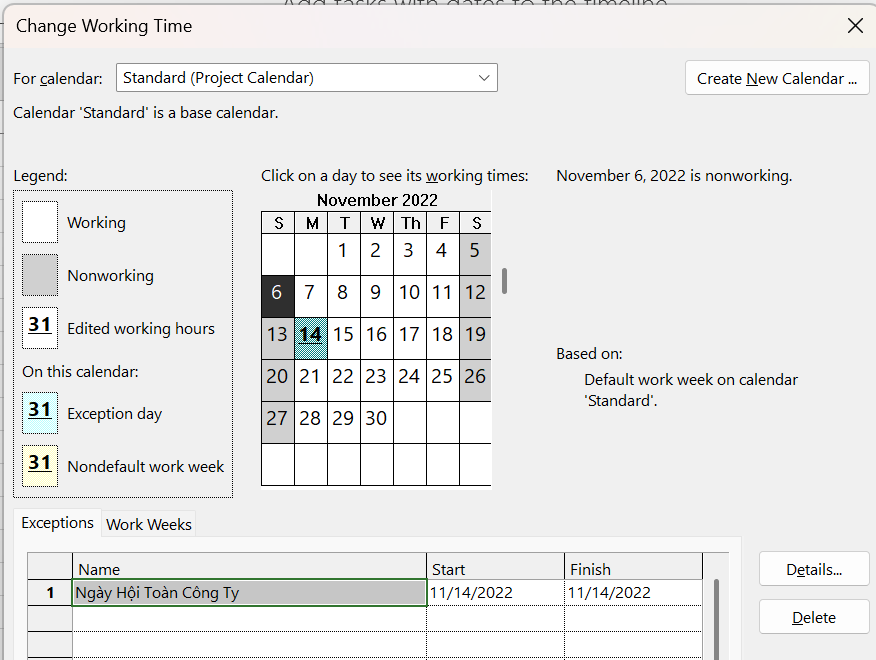 Add tasks with dates to the timeline
Change Working Time
For calendar: Standard (Project Calendar)
Create New Calendar ...
Calendar 'Standard' is a base calendar.
Legend:
Working
Nonworking
31 Edited working hours
On this calendar:
31 Exception day
31 Nondefault work week
Click on a day to see its working times:
November 2022
S M T W Th F S
1 2 3 4 5
6 7 8 9 10 11 12
13 14 15 16 17 18 19
20 21 22 23 24 25 26
27 28 29 30
November 6, 2022 is nonworking.
Based on:
Default work week on calendar
'Standard'.
Exceptions Work Weeks
Name Start Finish
1 Ngày Hội Toàn Công Ty 11/14/2022 11/14/2022
Details...
Delete